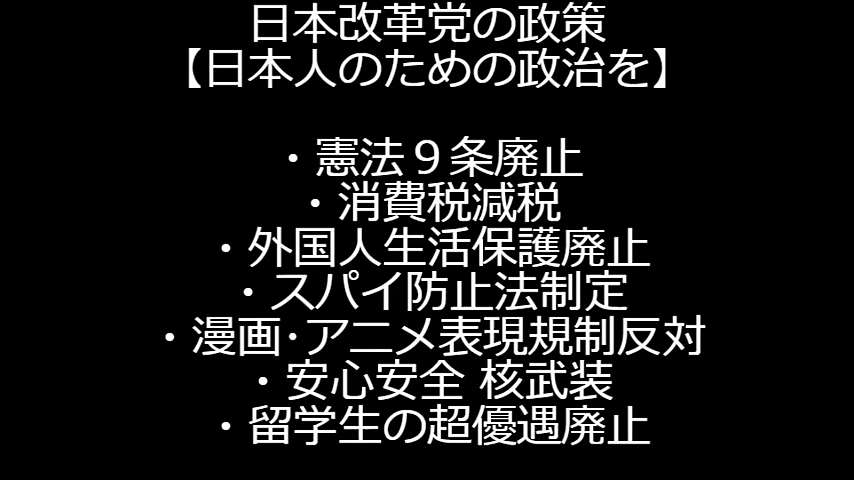 日本改革党の政策
【日本人のための政治を】
・憲法９条廃止
・消費税減税
・外国人生活保護廃止
・スパイ防止法制定
・漫画･アニメ表現規制反対
・安心安全 核武装
・留学生の超優遇廃止